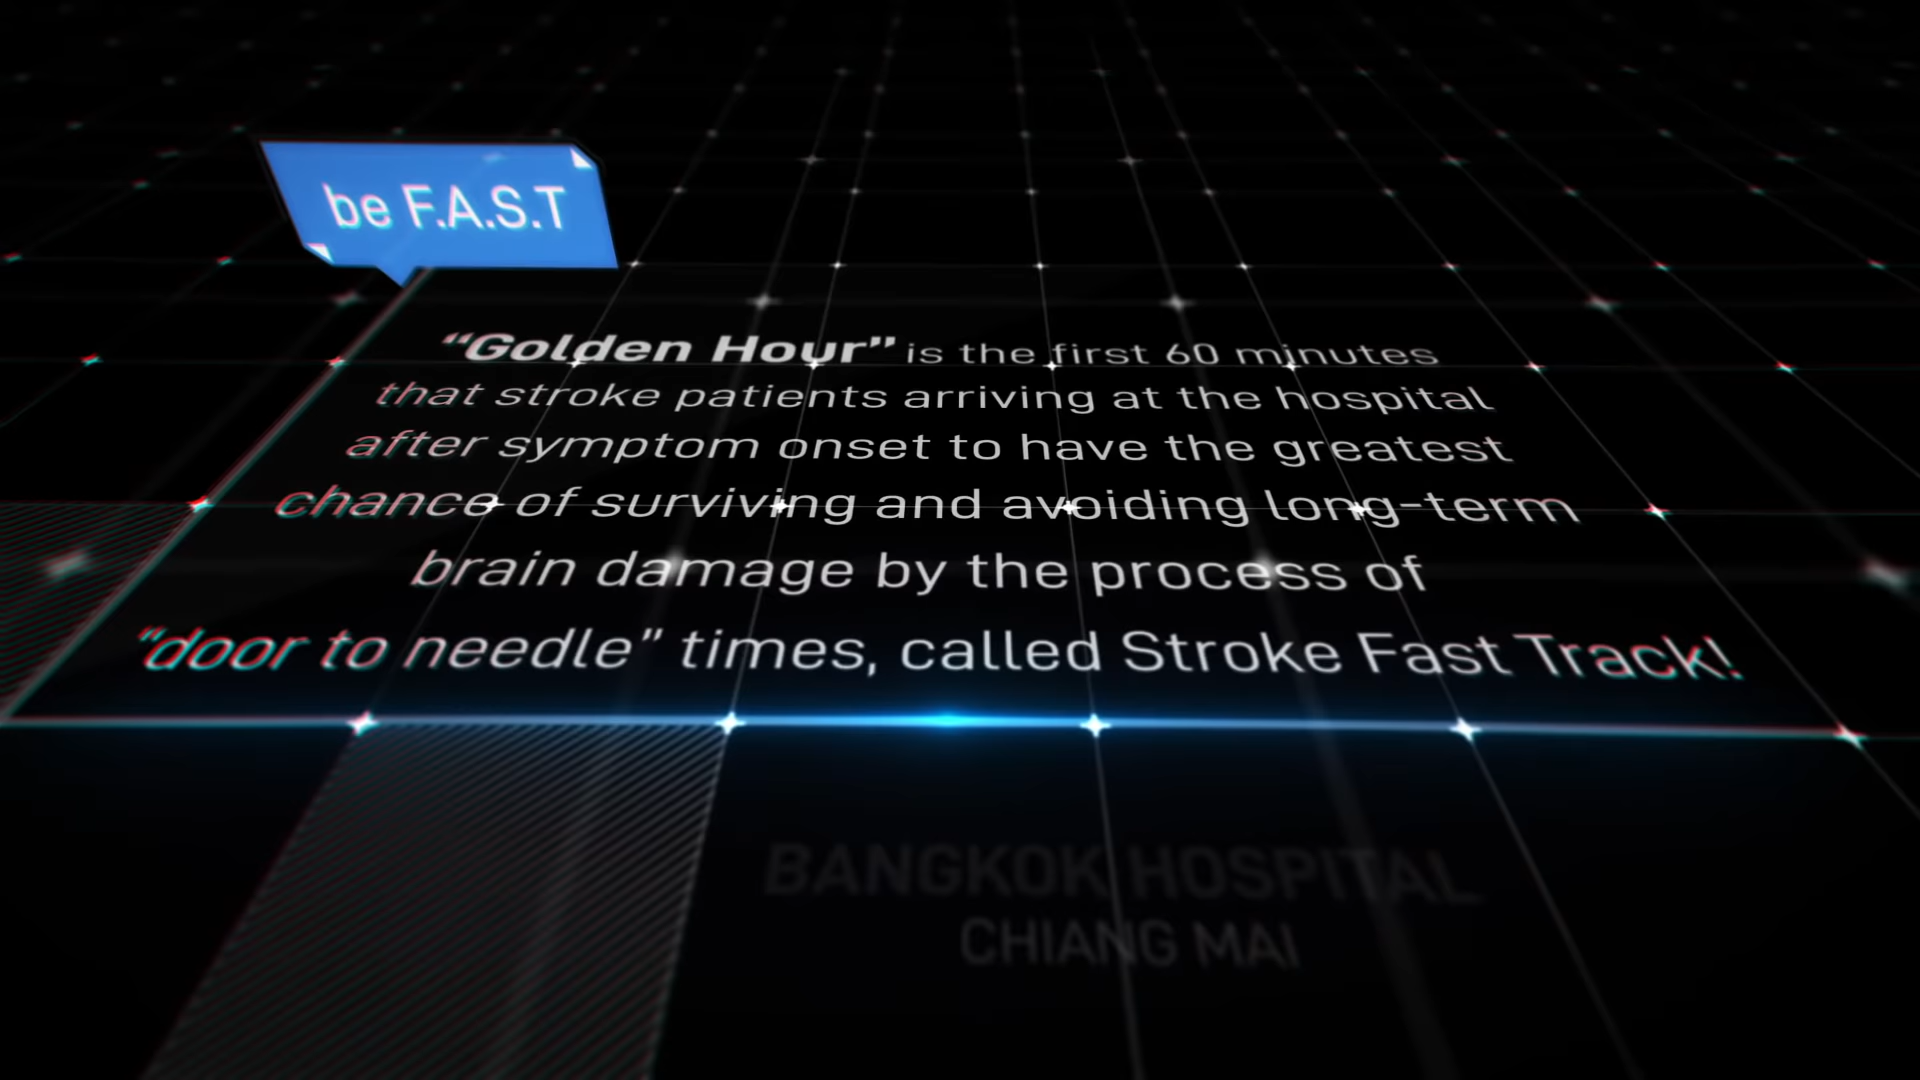 be F.A.S.T
“Golden Hour” is the first 60 minutes
that stroke patients arriving at the hospital
after symptom onset to have the greatest
chance of surviving and avoiding long-term
brain damage by the process of
“door to needle” times, called Stroke Fast Track!
BANGKOK HOSPITAL
CHIANG MAI